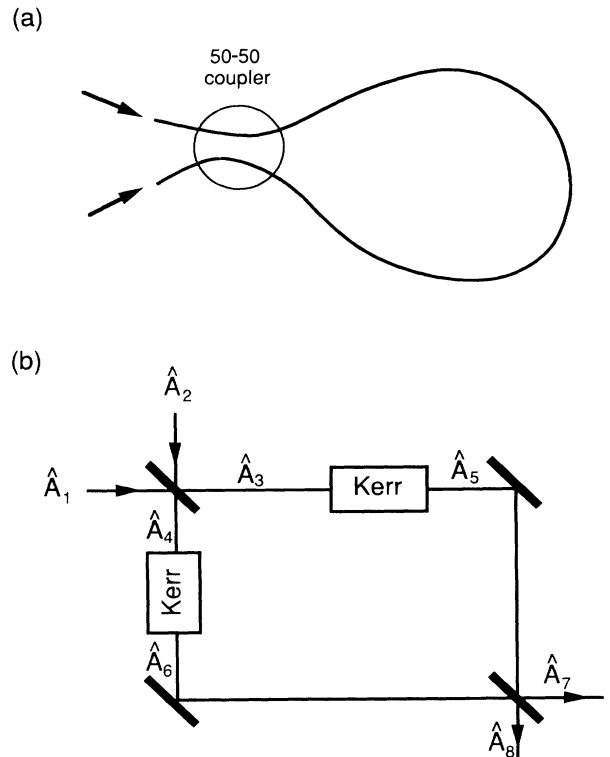 (a)
50-50
coupler
(b)
Â₂
Â₁
Â₃
Kerr
Â₅
Â₄
Kerr
Â₆
Â₇
Â₈